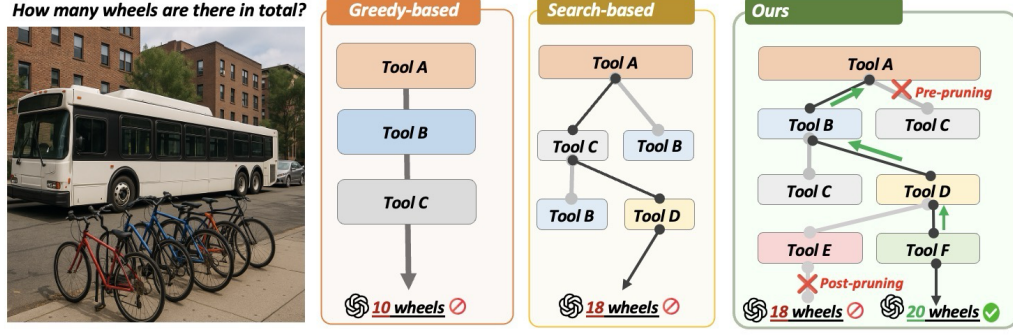 How many wheels are there in total?
Greedy-based
Tool A
Tool B
Tool C
10 wheels
Search-based
Tool A
Tool C
Tool B
Tool B
Tool D
18 wheels
Ours
Tool A
Pre-pruning
Tool B
Tool C
Tool C
Tool D
Tool E
Tool F
Post-pruning
18 wheels
20 wheels